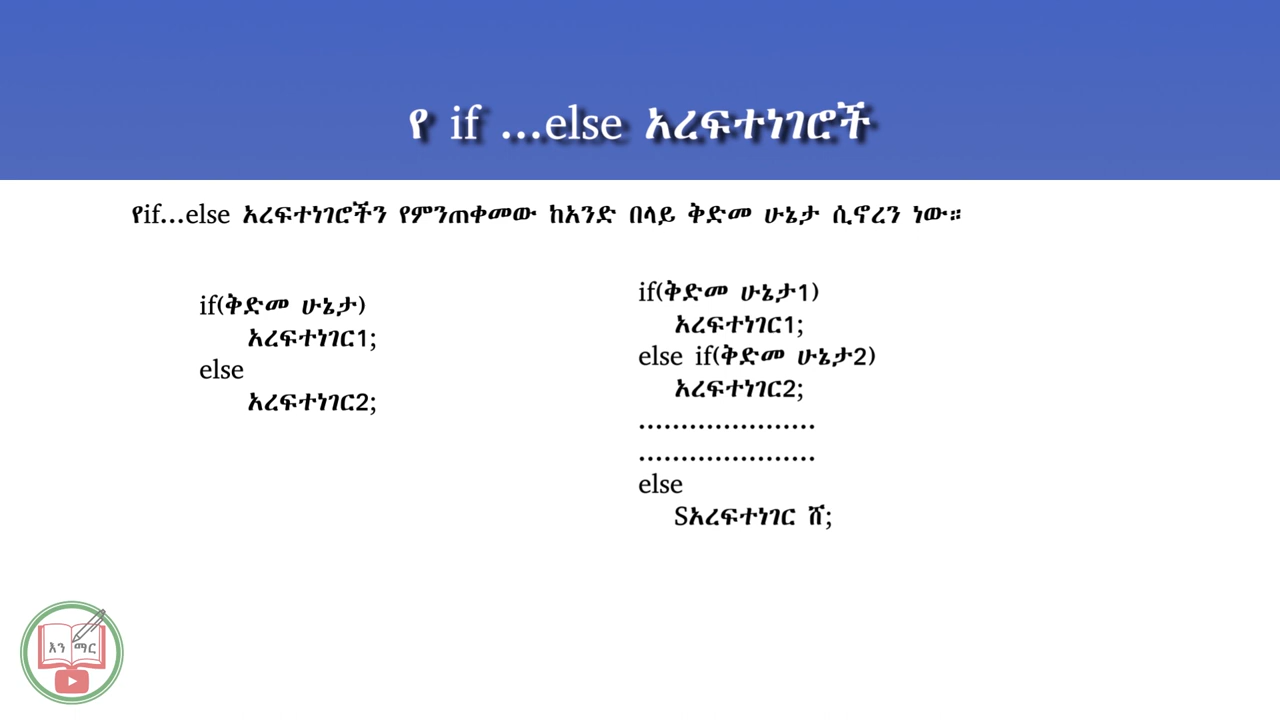 የ if ...else አረፍተነገሮች
የif...else አረፍተነገሮችን የምንጠቀመው ከአንድ በላይ ቅድመ ሁኔታ ሲኖረን ነው።
if(ቅድመ ሁኔታ)
አረፍተነገር1;
else
አረፍተነገር2;
if(ቅድመ ሁኔታ1)
አረፍተነገር1;
else if(ቅድመ ሁኔታ2)
አረፍተነገር2;
.....................
.....................
else
Sአረፍተነገር ሸ;
እን ማር